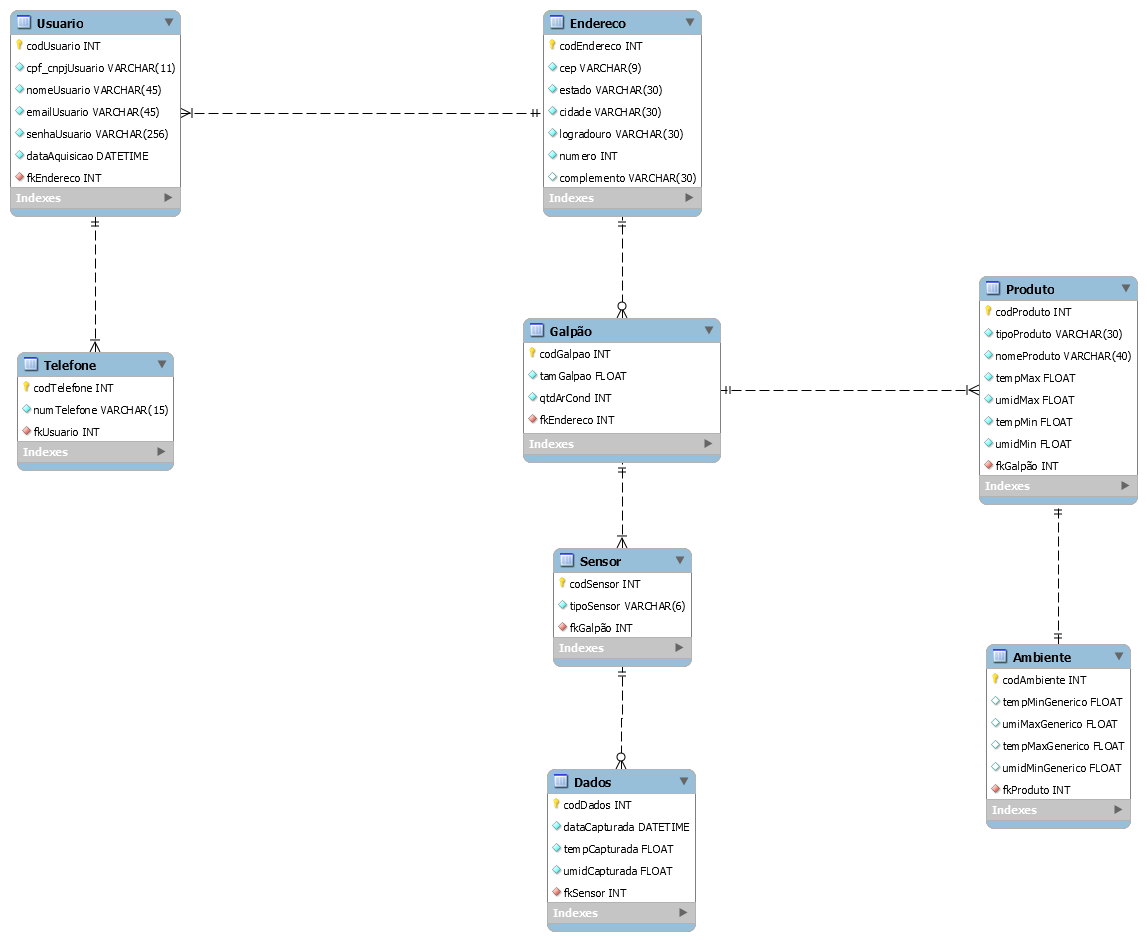 Usuario
codUsuario INT
cpf_cnpjUsuario VARCHAR(11)
nomeUsuario VARCHAR(45)
emailUsuario VARCHAR(45)
senhaUsuario VARCHAR(256)
dataAquisicao DATETIME
fkEndereco INT
Indexes
Endereco
codEndereco INT
cep VARCHAR(9)
estado VARCHAR(30)
cidade VARCHAR(30)
logradouro VARCHAR(30)
numero INT
complemento VARCHAR(30)
Indexes
Telefone
codTelefone INT
numTelefone VARCHAR(15)
fkUsuario INT
Indexes
Galpão
codGalpao INT
tamGalpao FLOAT
qtdArCond INT
fkEndereco INT
Indexes
Produto
codProduto INT
tipoProduto VARCHAR(30)
nomeProduto VARCHAR(40)
tempMax FLOAT
umidMax FLOAT
tempMin FLOAT
umidMin FLOAT
fkGalpão INT
Indexes
Sensor
codSensor INT
tipoSensor VARCHAR(6)
fkGalpão INT
Indexes
Ambiente
codAmbiente INT
tempMinGenerico FLOAT
umiMaxGenerico FLOAT
tempMaxGenerico FLOAT
umidMinGenerico FLOAT
fkProduto INT
Indexes
Dados
codDados INT
dataCapturada DATETIME
tempCapturada FLOAT
umidCapturada FLOAT
fkSensor INT
Indexes